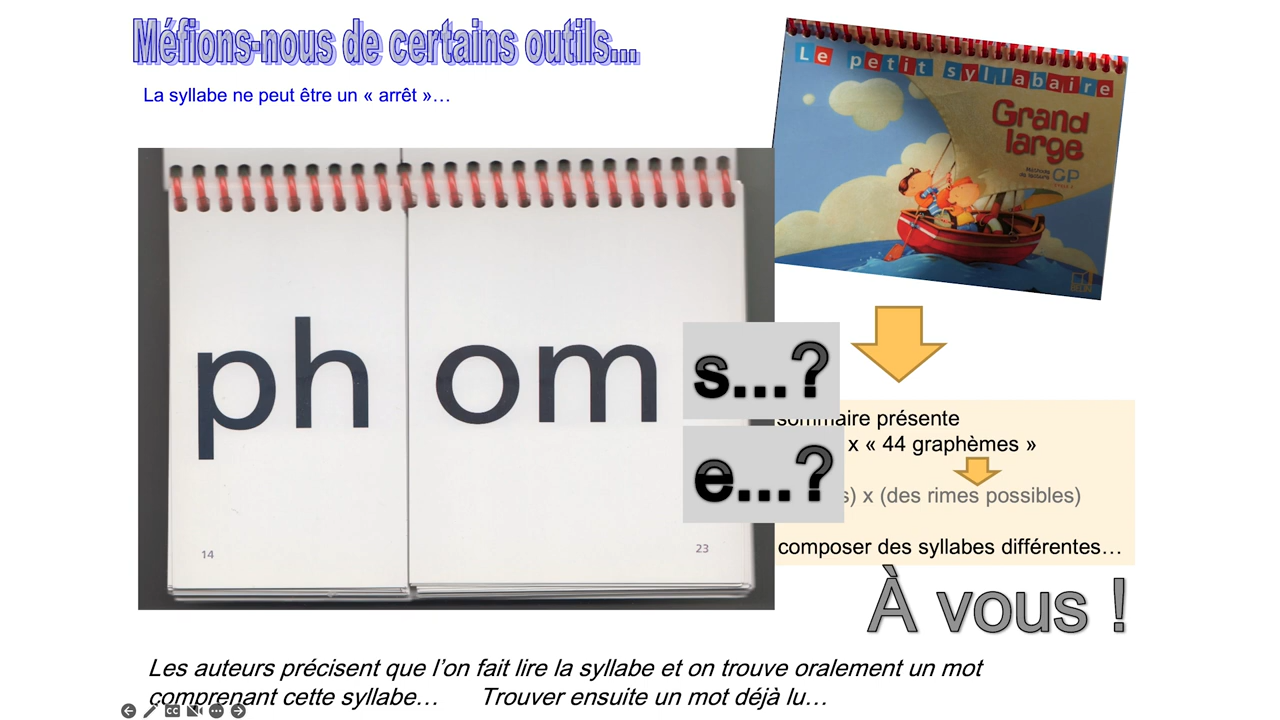 Méfions-nous de certains outils...
La syllabe ne peut être un « arrêt »…
Le petit syllabaire
Grand
large
CP
ph om
14
23
s...?
e...?
sommaire présente
x « 44 graphèmes »
s) x (des rimes possibles)
composer des syllabes différentes…
À vous !
Les auteurs précisent que l’on fait lire la syllabe et on trouve oralement un mot
comprenant cette syllabe… Trouver ensuite un mot déjà lu…